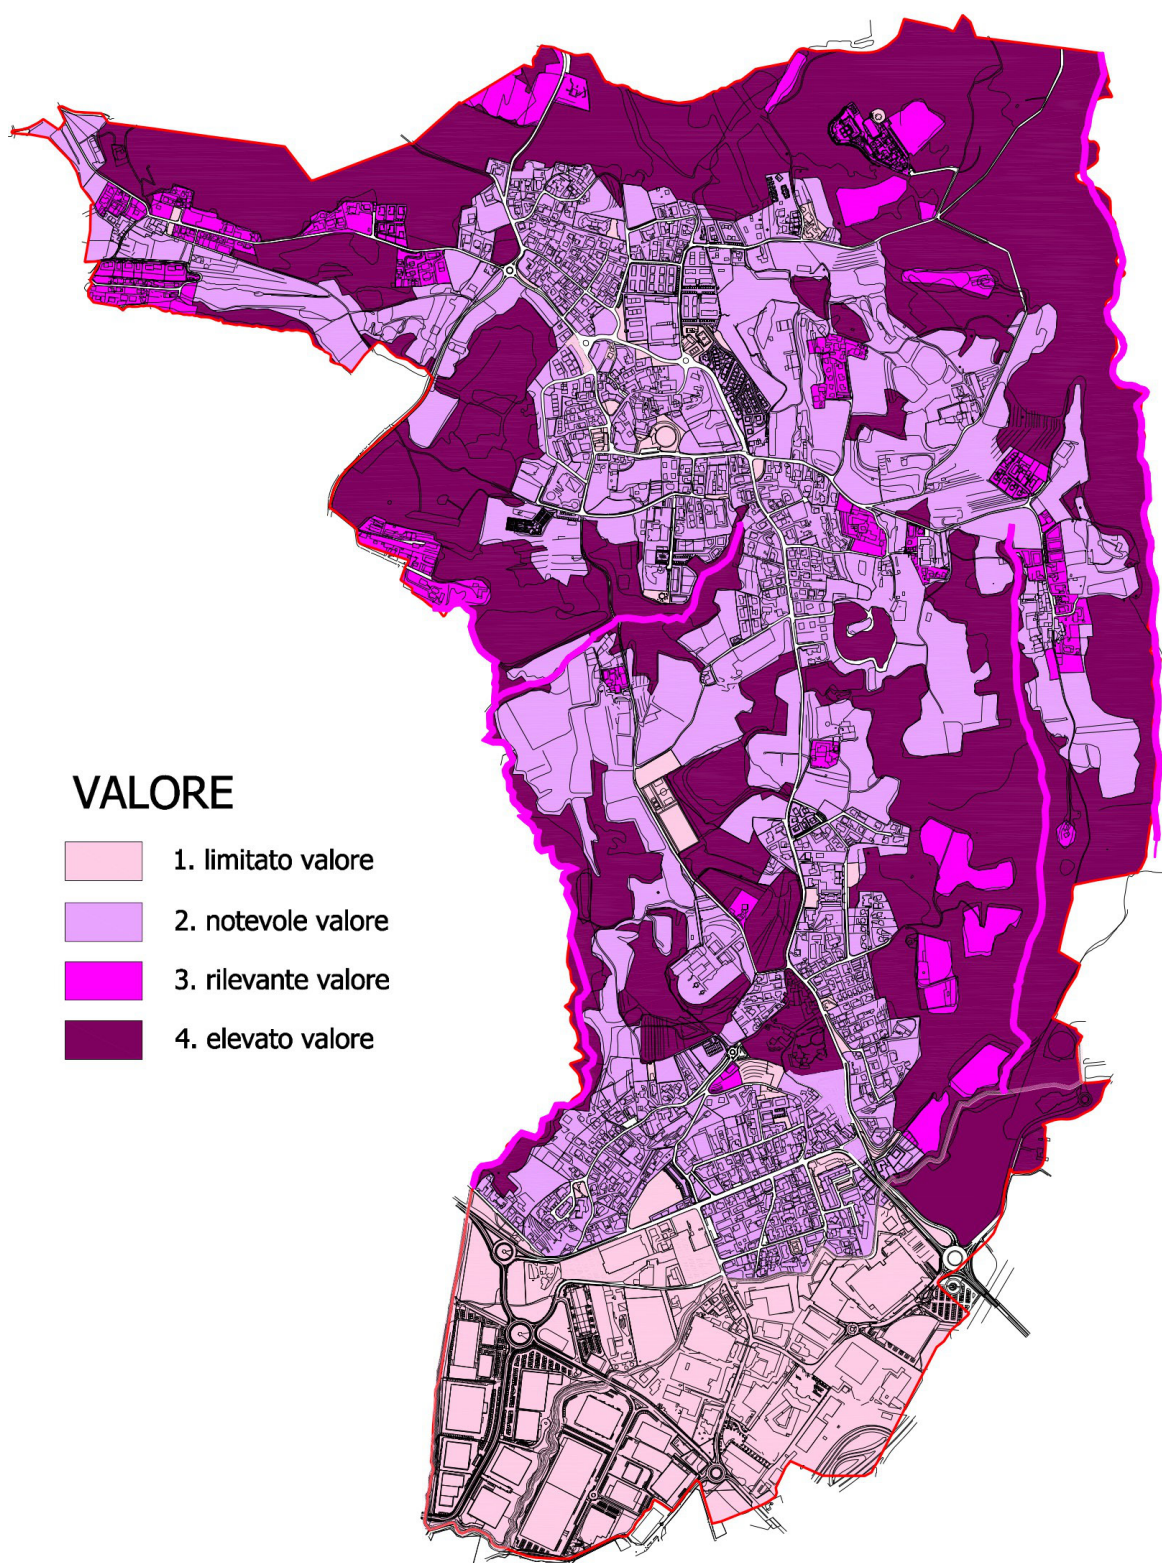 VALORE
1. limitato valore
2. notevole valore
3. rilevante valore
4. elevato valore